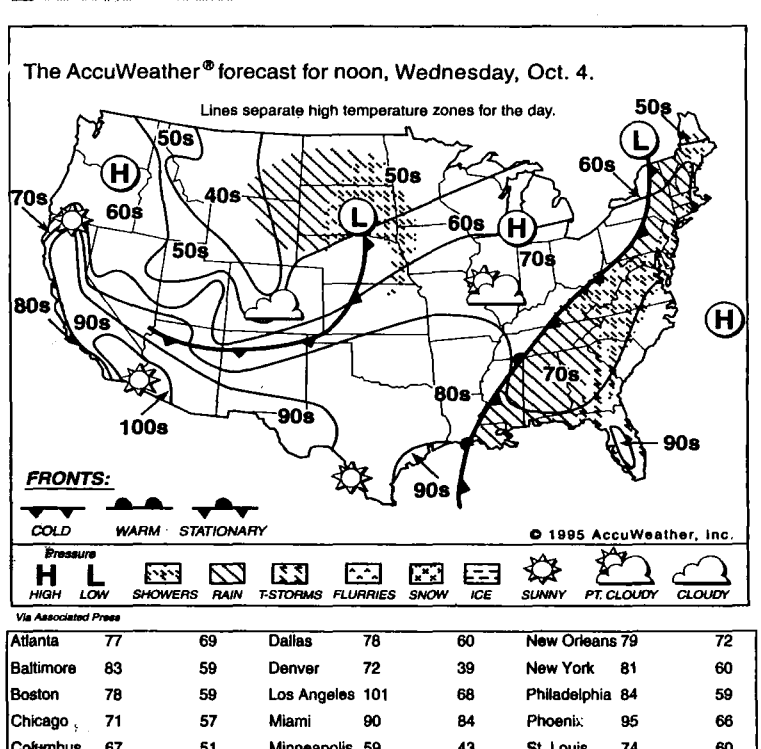 The AccuWeather® forecast for noon, Wednesday, Oct. 4.
Lines separate high temperature zones for the day.
50s
50s
L
H
60s
70s
40s
50s
60s
L
60s
H
50s
70s
80s
90s
H
70s
80s
100s
90s
90s
90s
FRONTS:
COLD WARM STATIONARY
© 1995 AccuWeather, Inc.
Pressure
H L
HIGH LOW SHOWERS RAIN T-STORMS FLURRIES SNOW ICE SUNNY PT. CLOUDY CLOUDY
Via Associated Press
Atlanta 77 69 Dallas 78 60 New Orleans 79 72
Baltimore 83 59 Denver 72 39 New York 81 60
Boston 78 59 Los Angeles 101 68 Philadelphia 84 59
Chicago 71 57 Miami 90 84 Phoenix 95 66
Columbus 67 51 Minneapolis 59 43 St. Louis 74 60